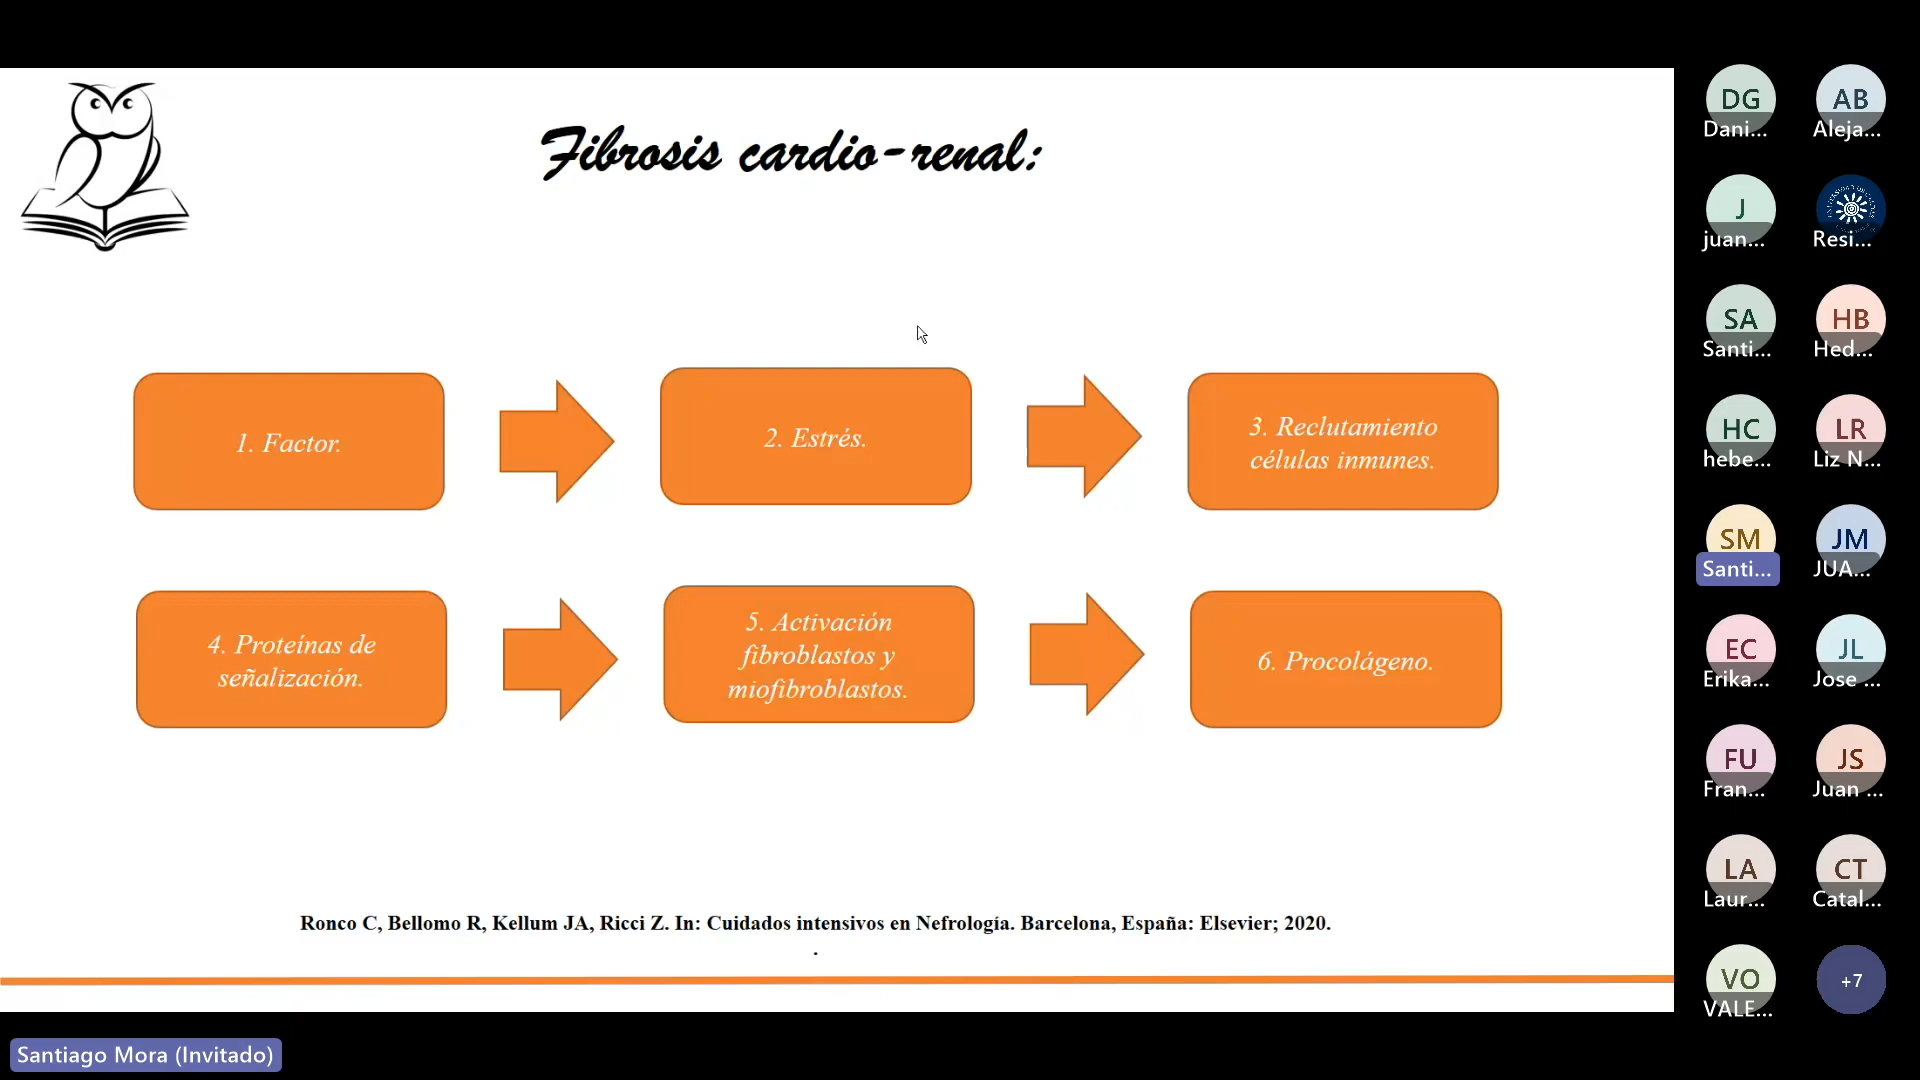 Fibrosis cardio-renal:
1. Factor.
2. Estrés.
3. Reclutamiento
células inmunes.
4. Proteínas de
señalización.
5. Activación
fibroblastos y
miofibroblastos.
6. Procolágeno.
Ronco C, Bellomo R, Kellum JA, Ricci Z. In: Cuidados intensivos en Nefrología. Barcelona, España: Elsevier; 2020.
.
DG
Dani...
AB
Aleja...
J
juan...
Resi...
SA
Santi...
HB
Hed...
HC
hebe...
LR
Liz N...
SM
Santi...
JM
JUA...
EC
Erika...
JL
Jose ...
FU
Fran...
JS
Juan ...
LA
Laur...
CT
Catal...
VO
VALE...
+7
Santiago Mora (Invitado)